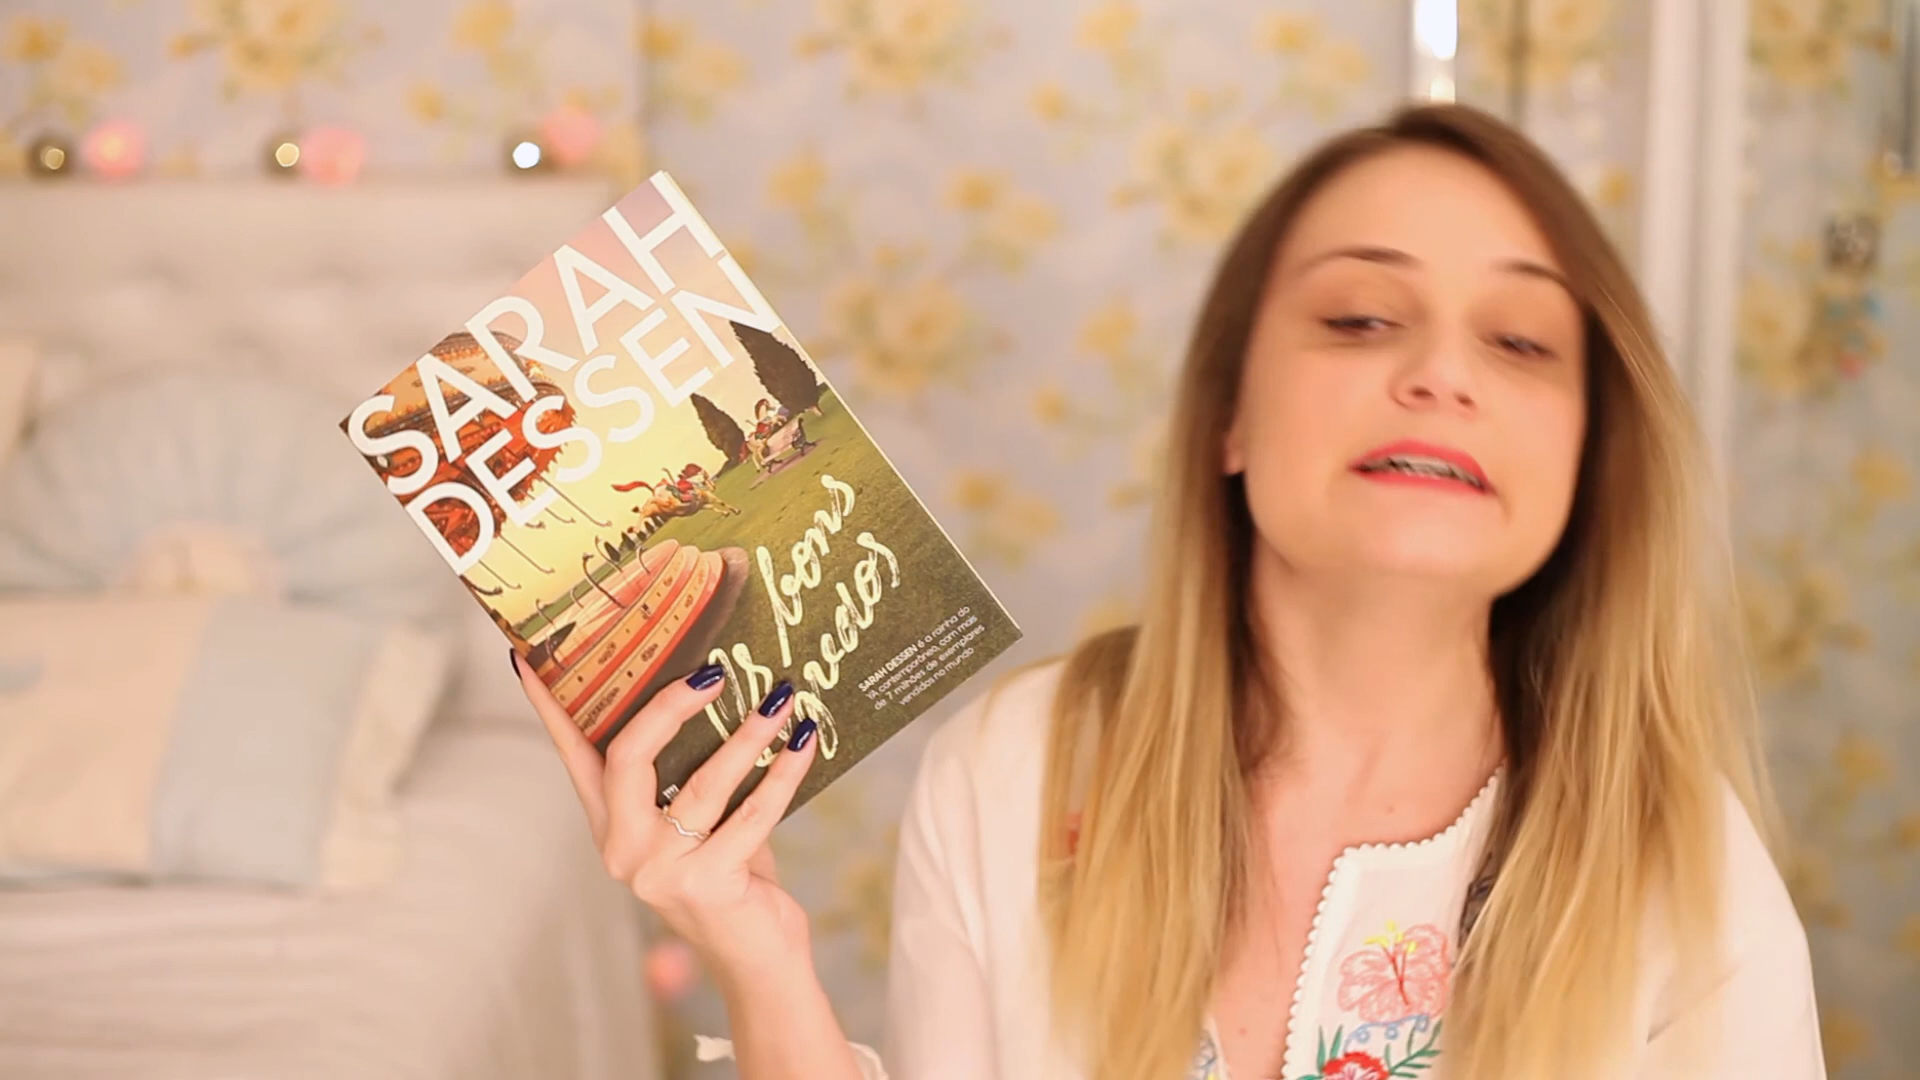 SARAH
DESSEN
Os bons
segredos
SARAH DESSEN é a rainha do
YA contemporâneo, com mais
de 7 milhões de exemplares
vendidos no mundo